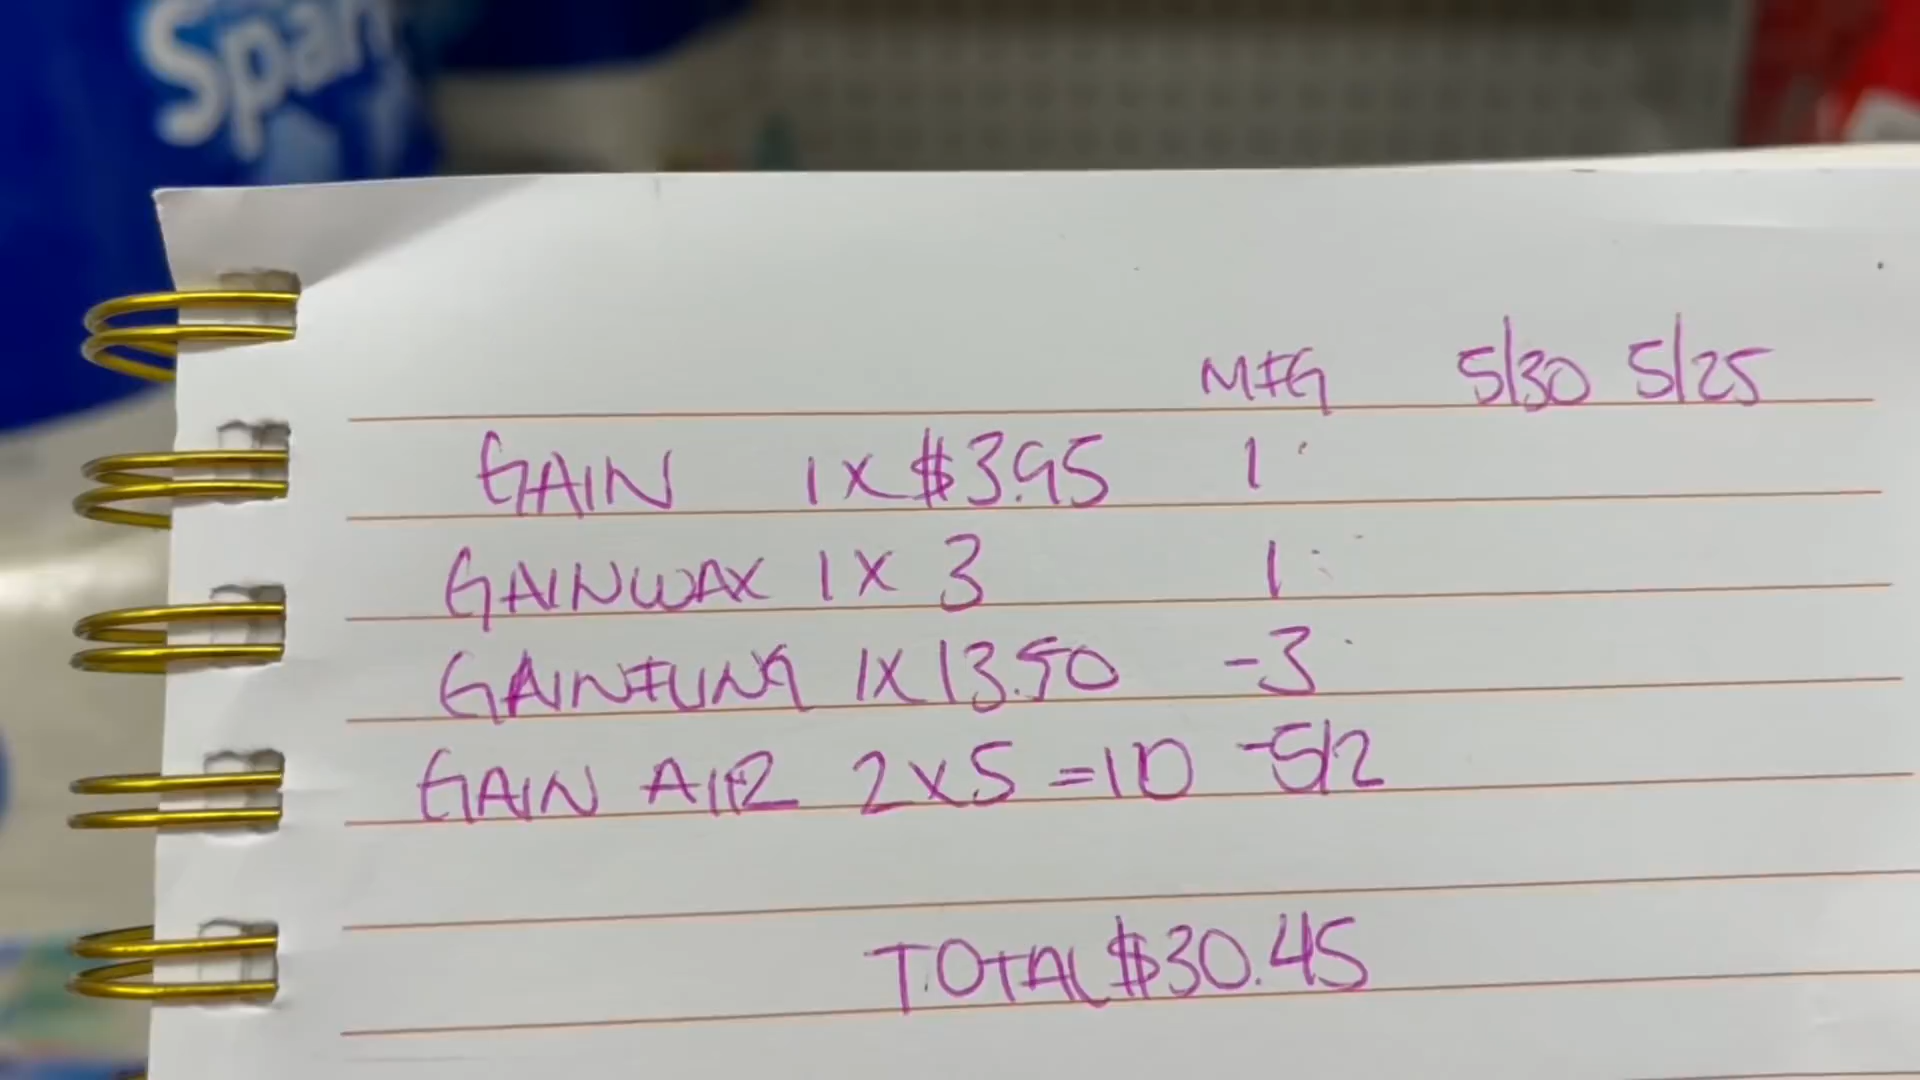 Spar
MFG 5/30 5/25
GAIN 1X $3.95 1
GAINWAX 1X 3 1
GAINFLING 1X 13.50 -3
GAIN AIR 2X5 =10 -5/2
TOTAL $30.45